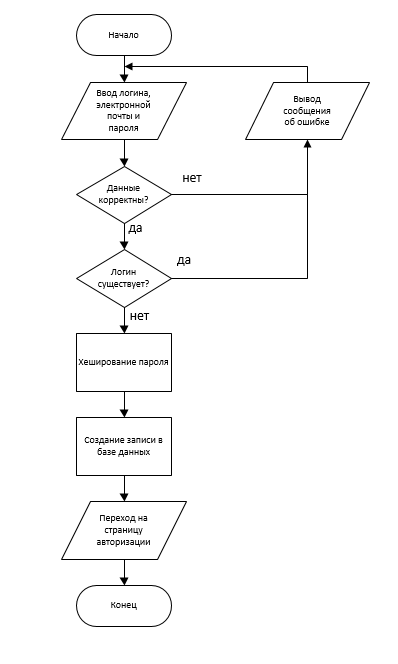 Начало
Ввод логина,
электронной
почты и
пароля
Вывод
сообщения
об ошибке
Данные
корректны?
нет
да
Логин
существует?
да
нет
Хеширование пароля
Создание записи в
базе данных
Переход на
страницу
авторизации
Конец